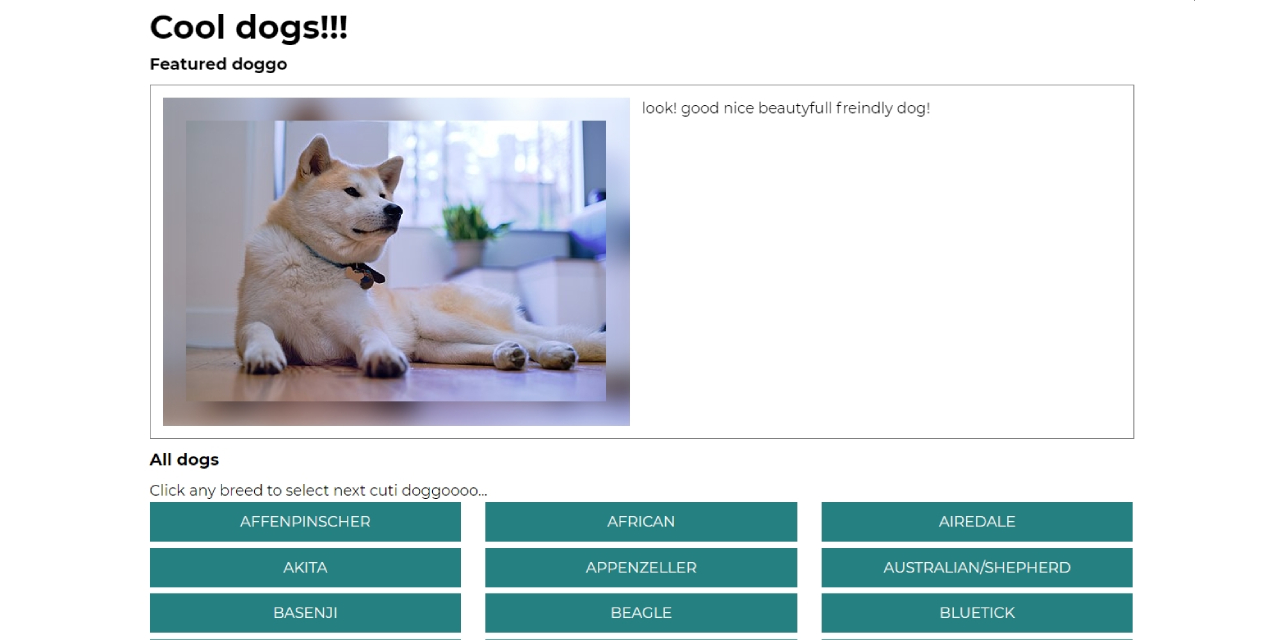 Cool dogs!!!
Featured doggo
look! good nice beautyfull freindly dog!
All dogs
Click any breed to select next cuti doggoooo...
AFFENPINSCHER
AFRICAN
AIREDALE
AKITA
APPENZELLER
AUSTRALIAN/SHEPHERD
BASENJI
BEAGLE
BLUETICK